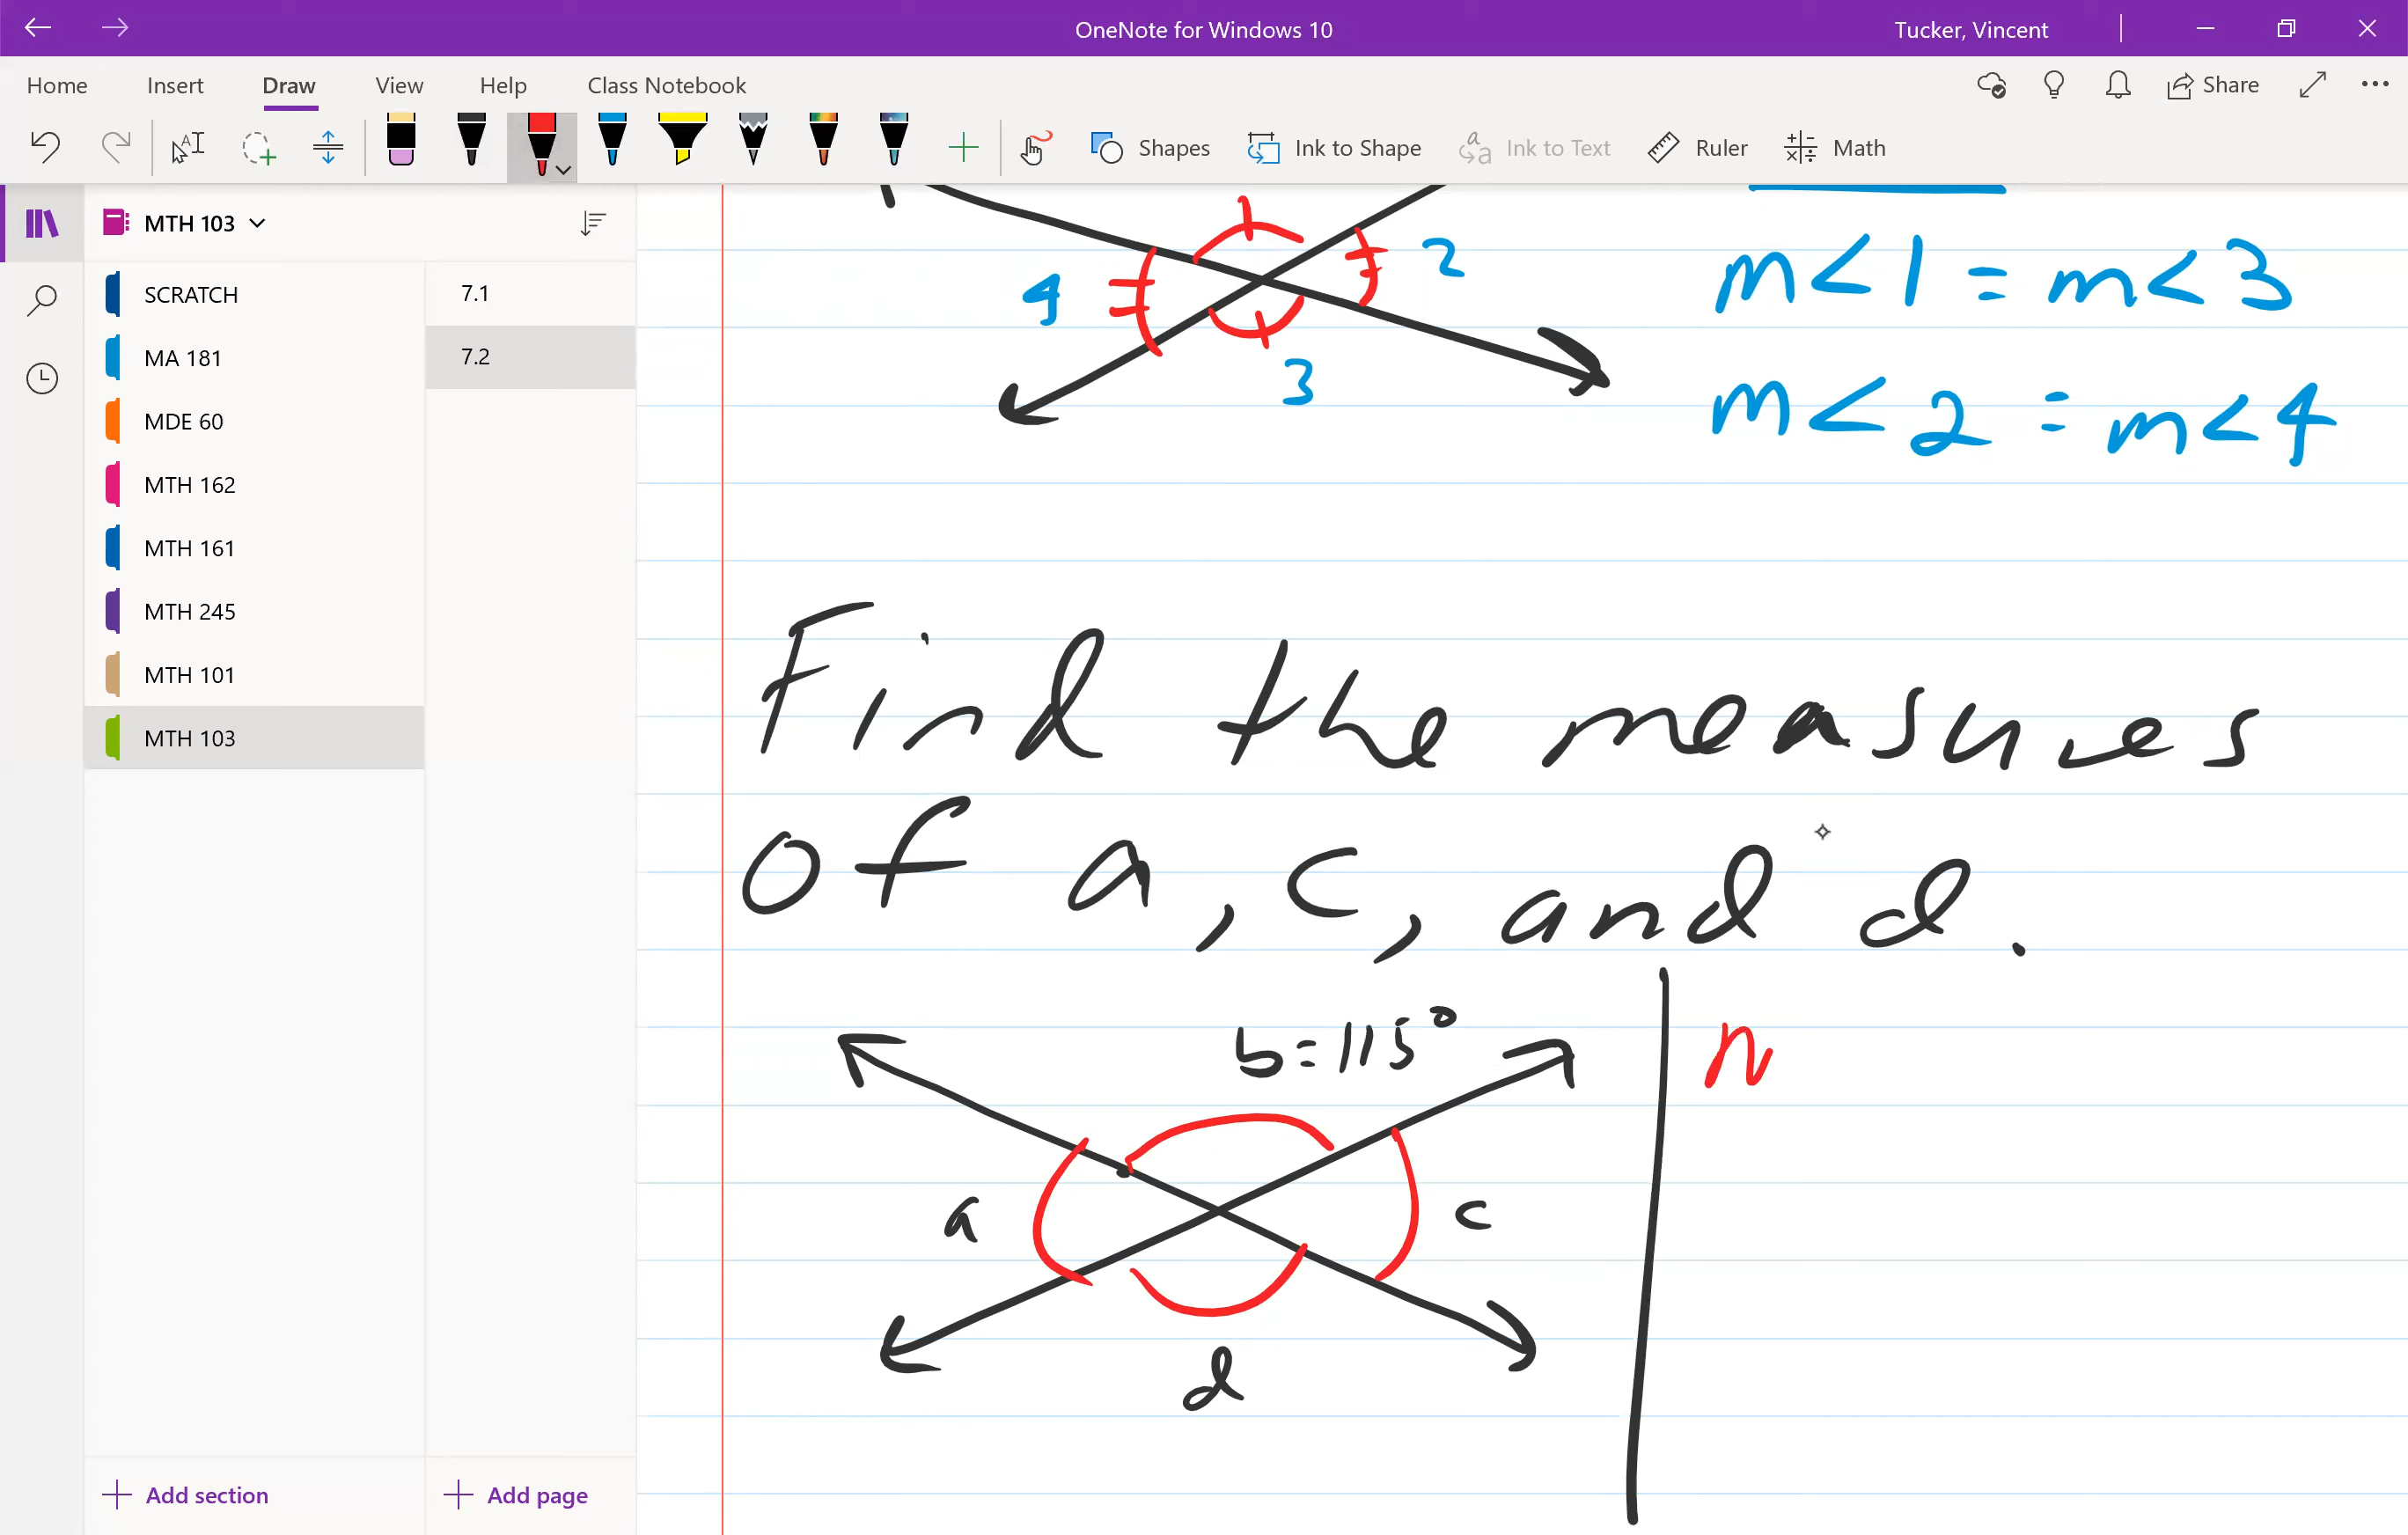 OneNote for Windows 10
Tucker, Vincent
Home Insert Draw View Help Class Notebook
Share
Shapes Ink to Shape Ink to Text Ruler Math
MTH 103
SCRATCH
MA 181
MDE 60
MTH 162
MTH 161
MTH 245
MTH 101
MTH 103
Add section
7.1
7.2
Add page
4
2
3
m<1 = m<3
m<2 = m<4
Find the measures
of a, c, and d.
b=115°
a
c
d
n